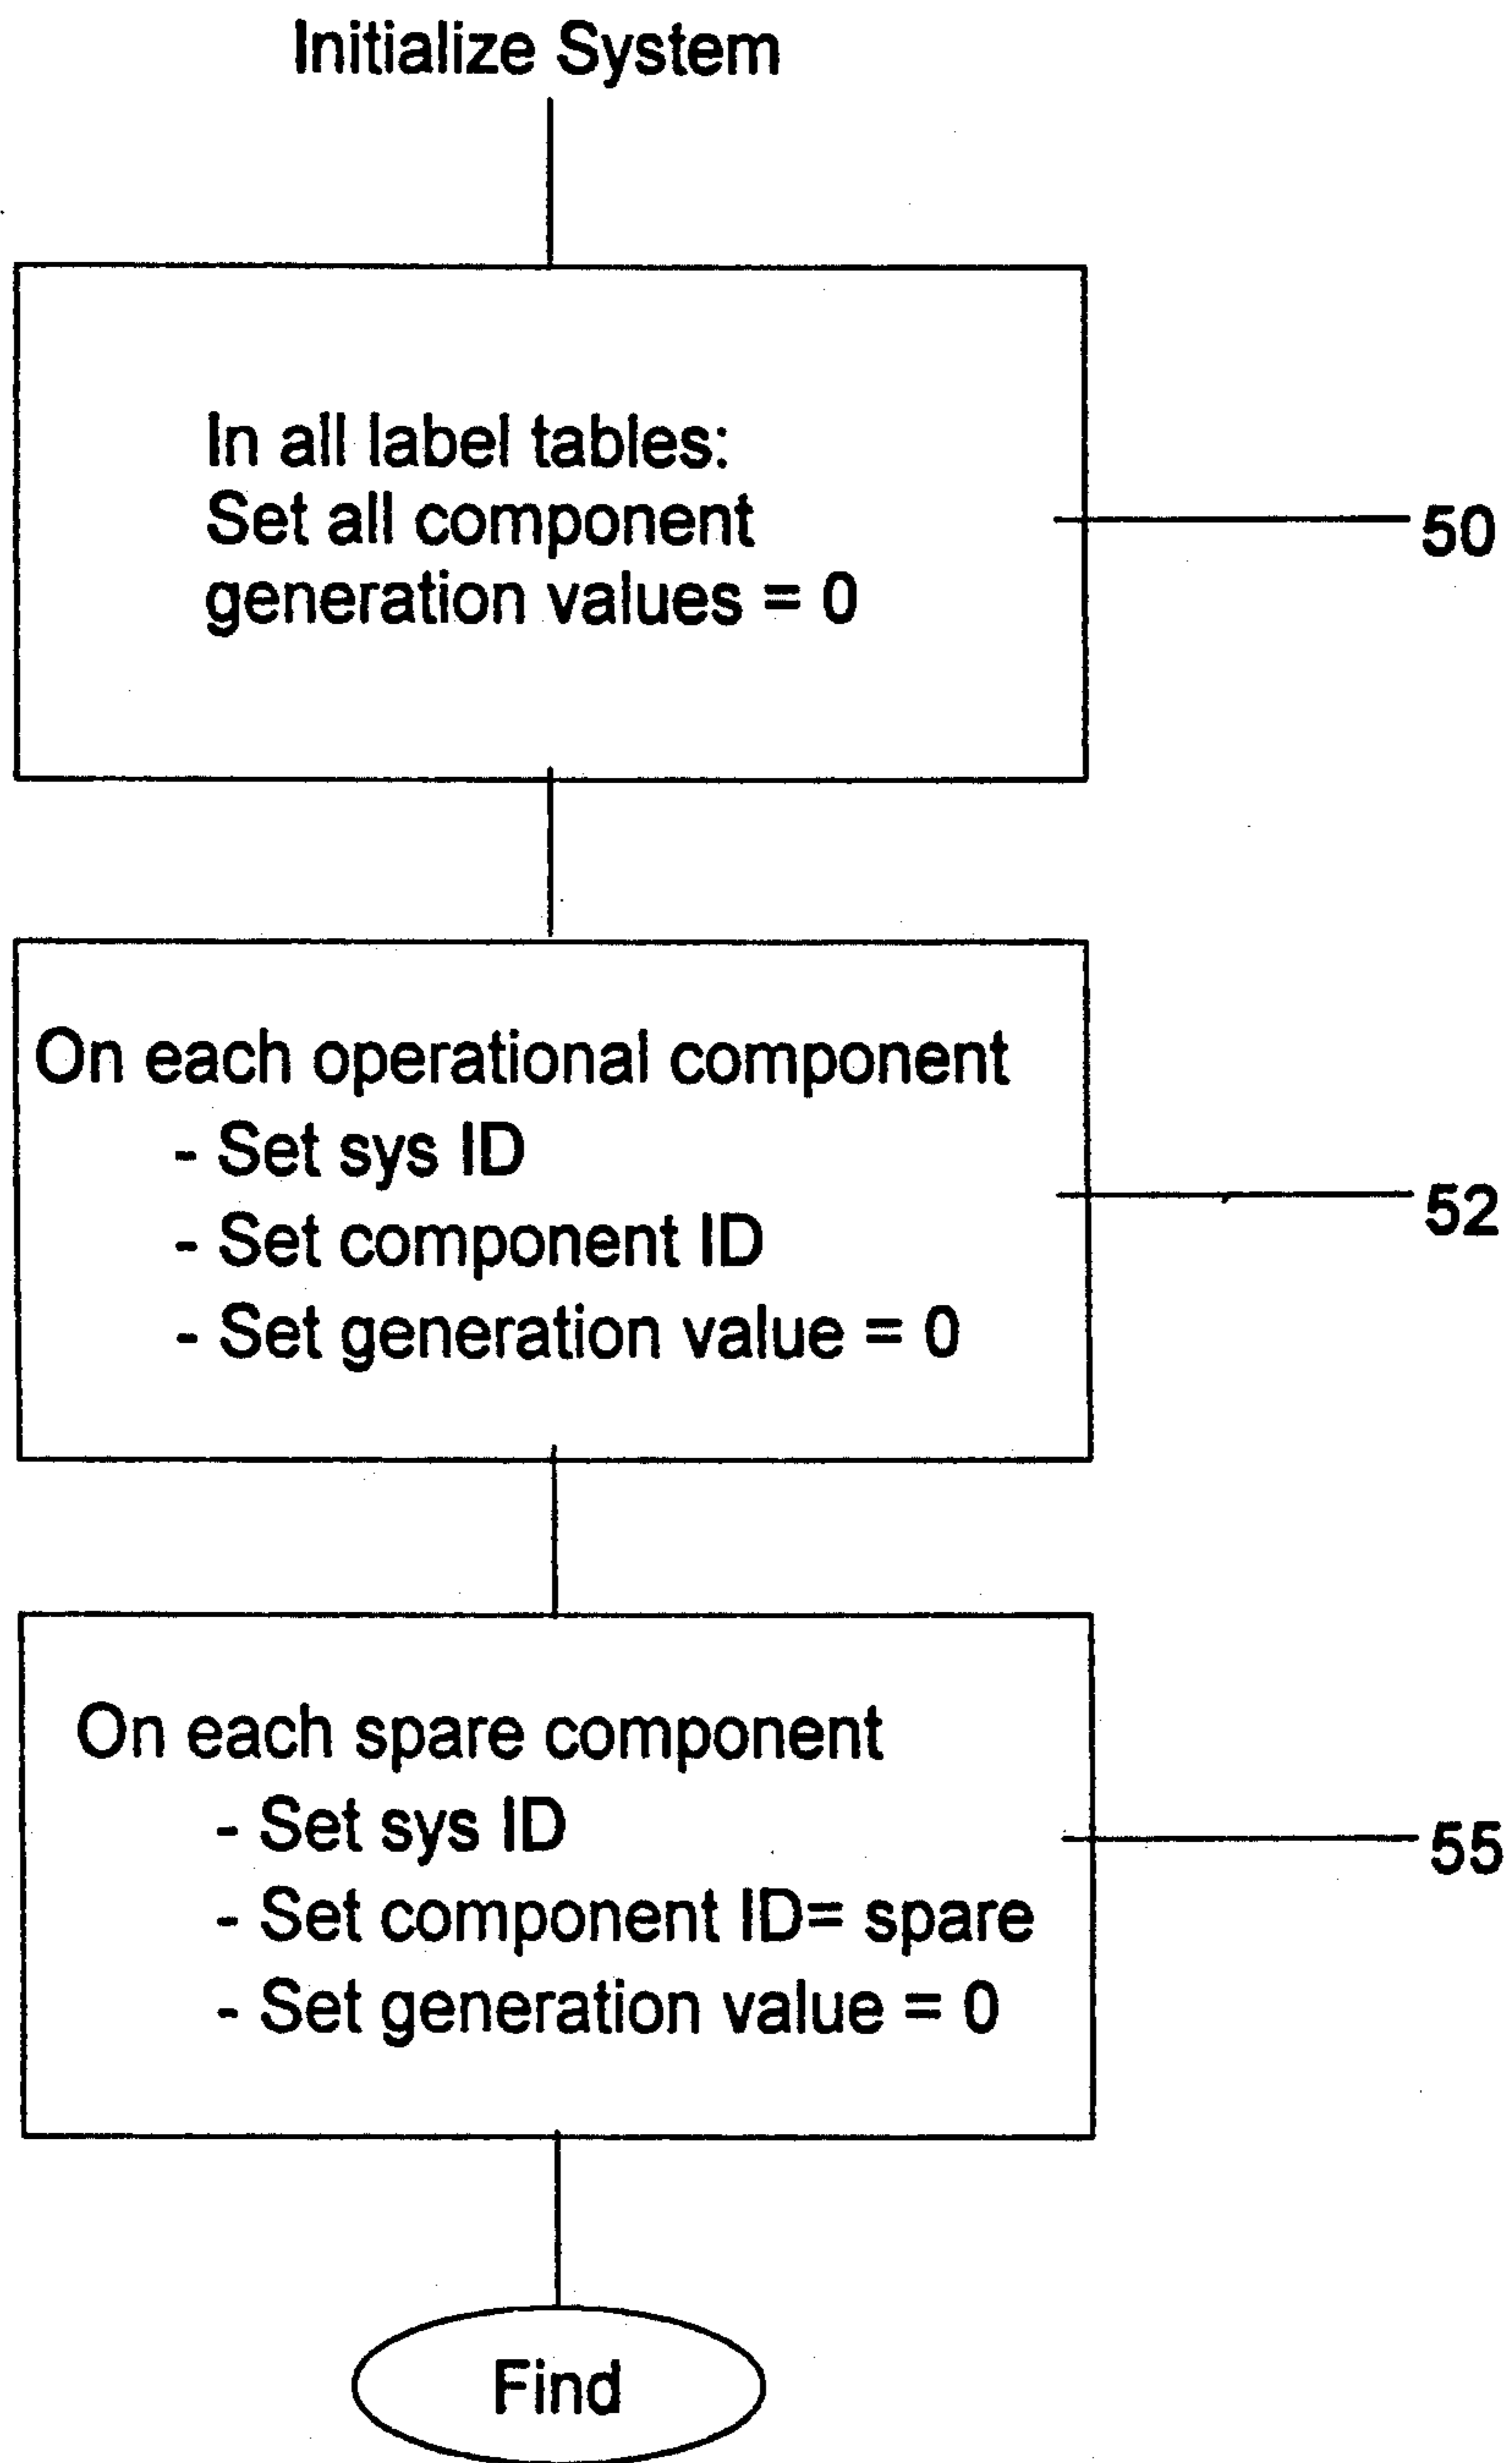 Initialize System
In all label tables:
Set all component
generation values = 0
50
On each operational component
- Set sys ID
- Set component ID
- Set generation value = 0
52
On each spare component
- Set sys ID
- Set component ID= spare
- Set generation value = 0
55
Find